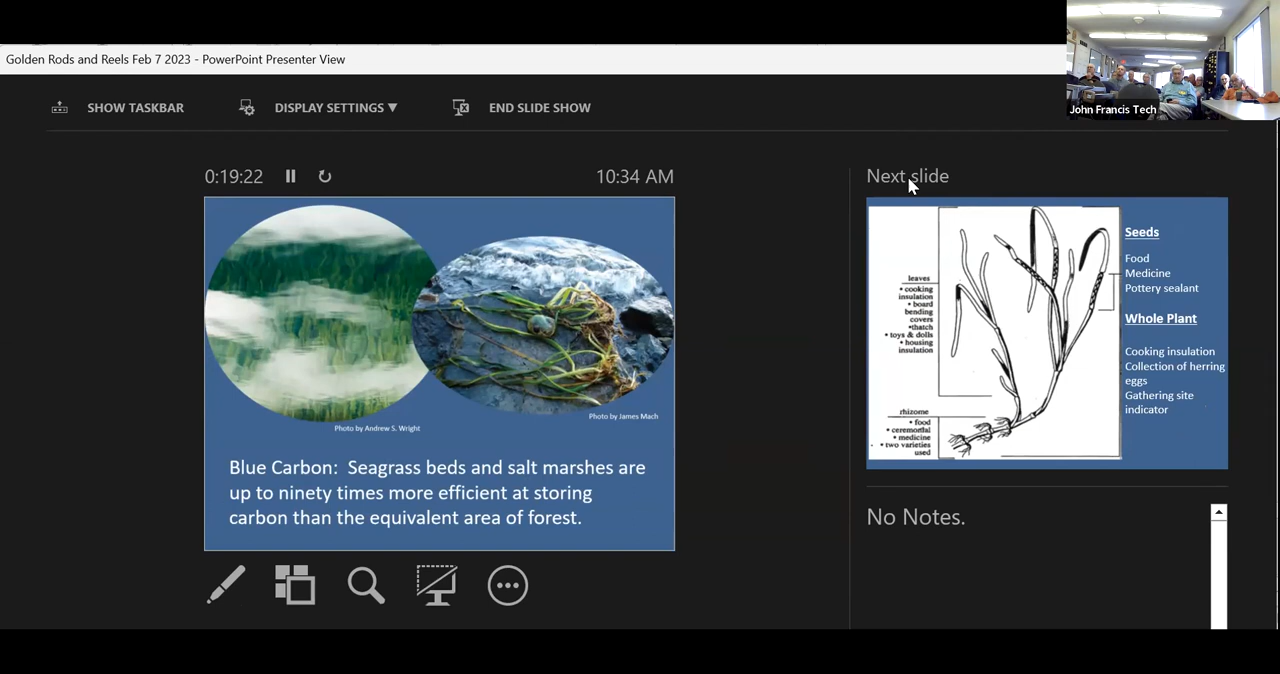 Golden Rods and Reels Feb 7 2023 - PowerPoint Presenter View
John Francis Tech
SHOW TASKBAR
DISPLAY SETTINGS ▼
END SLIDE SHOW
0:19:22
10:34 AM
Photo by Andrew S. Wright
Photo by James Mach
Blue Carbon: Seagrass beds and salt marshes are
up to ninety times more efficient at storing
carbon than the equivalent area of forest.
Next slide
leaves
• cooking
insulation
• board
bending
covers
•thatch
• toys & dolls
• housing
insulation
rhizome
• food
• ceremonial
• medicine
• two varieties
used
Seeds
Food
Medicine
Pottery sealant
Whole Plant
Cooking insulation
Collection of herring
eggs
Gathering site
indicator
No Notes.